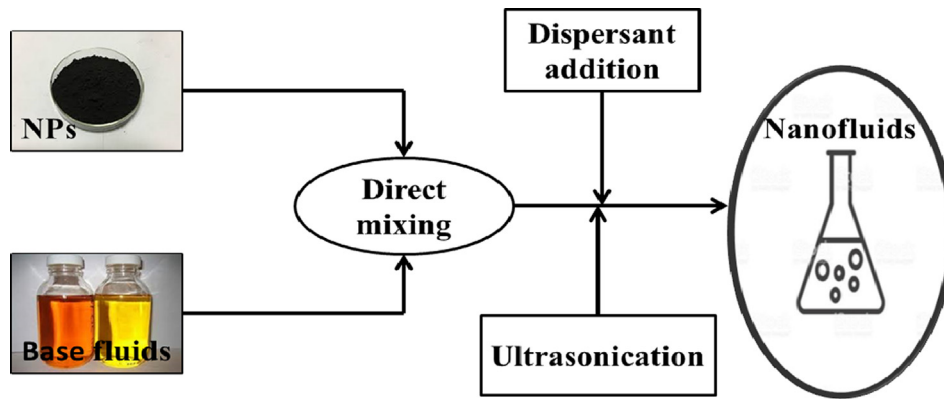 NPs
Base fluids
Direct
mixing
Dispersant
addition
Ultrasonication
Nanofluids